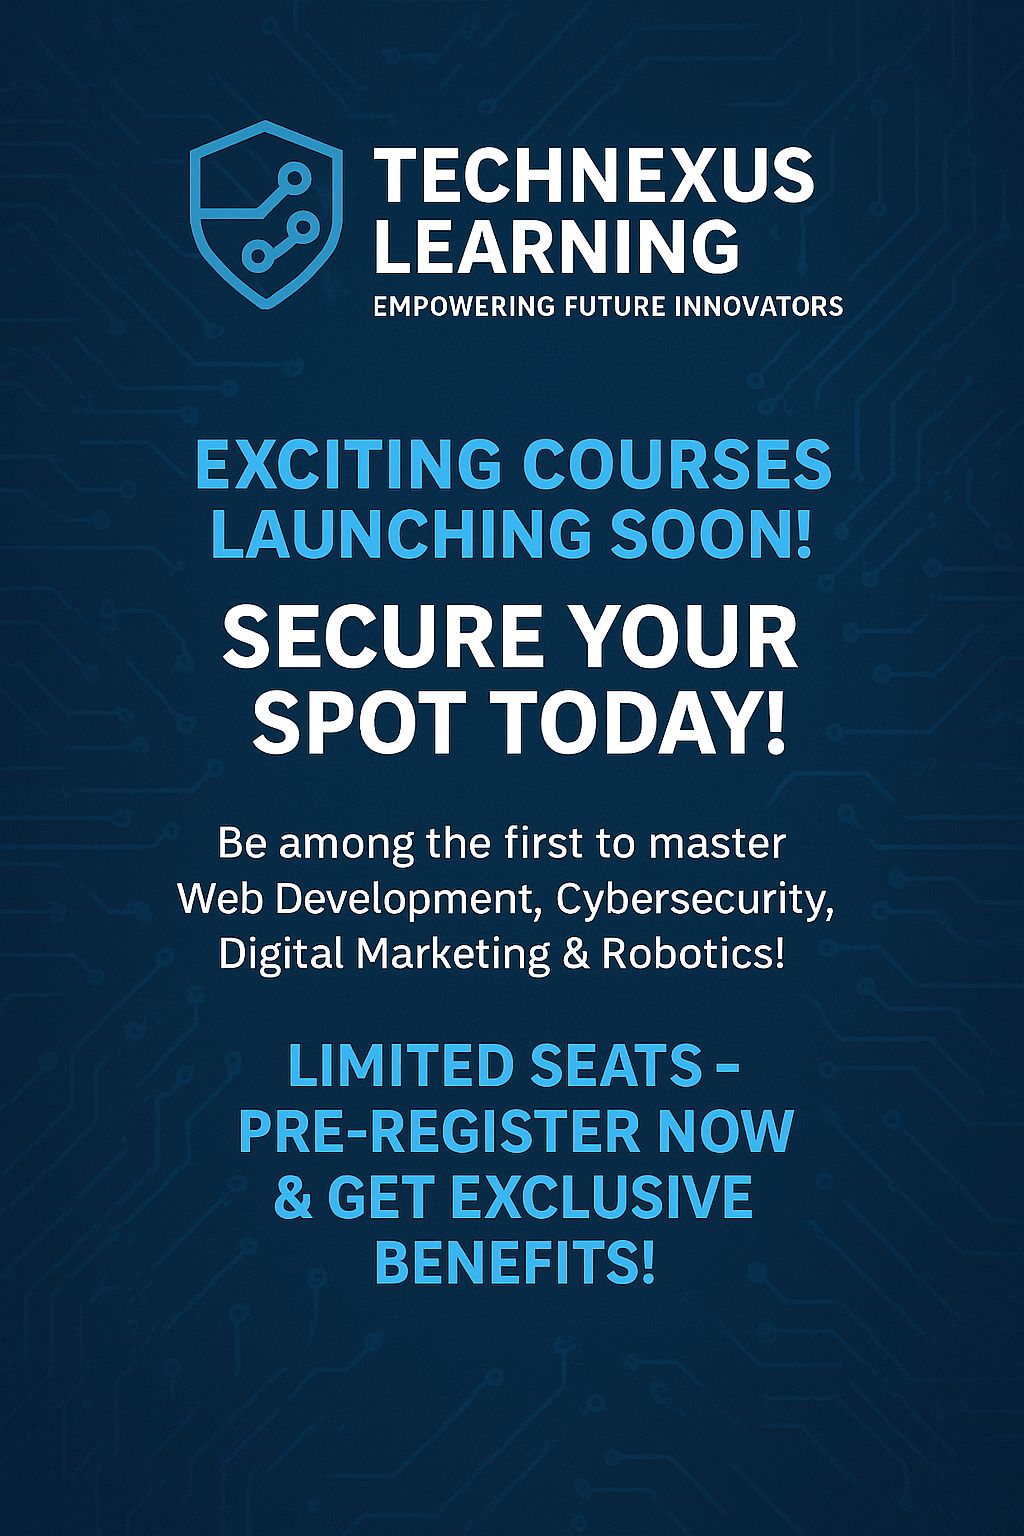 TECHNEXUS
LEARNING
EMPOWERING FUTURE INNOVATORS
EXCITING COURSES
LAUNCHING SOON!
SECURE YOUR
SPOT TODAY!
Be among the first to master
Web Development, Cybersecurity,
Digital Marketing & Robotics!
LIMITED SEATS –
PRE-REGISTER NOW
& GET EXCLUSIVE
BENEFITS!